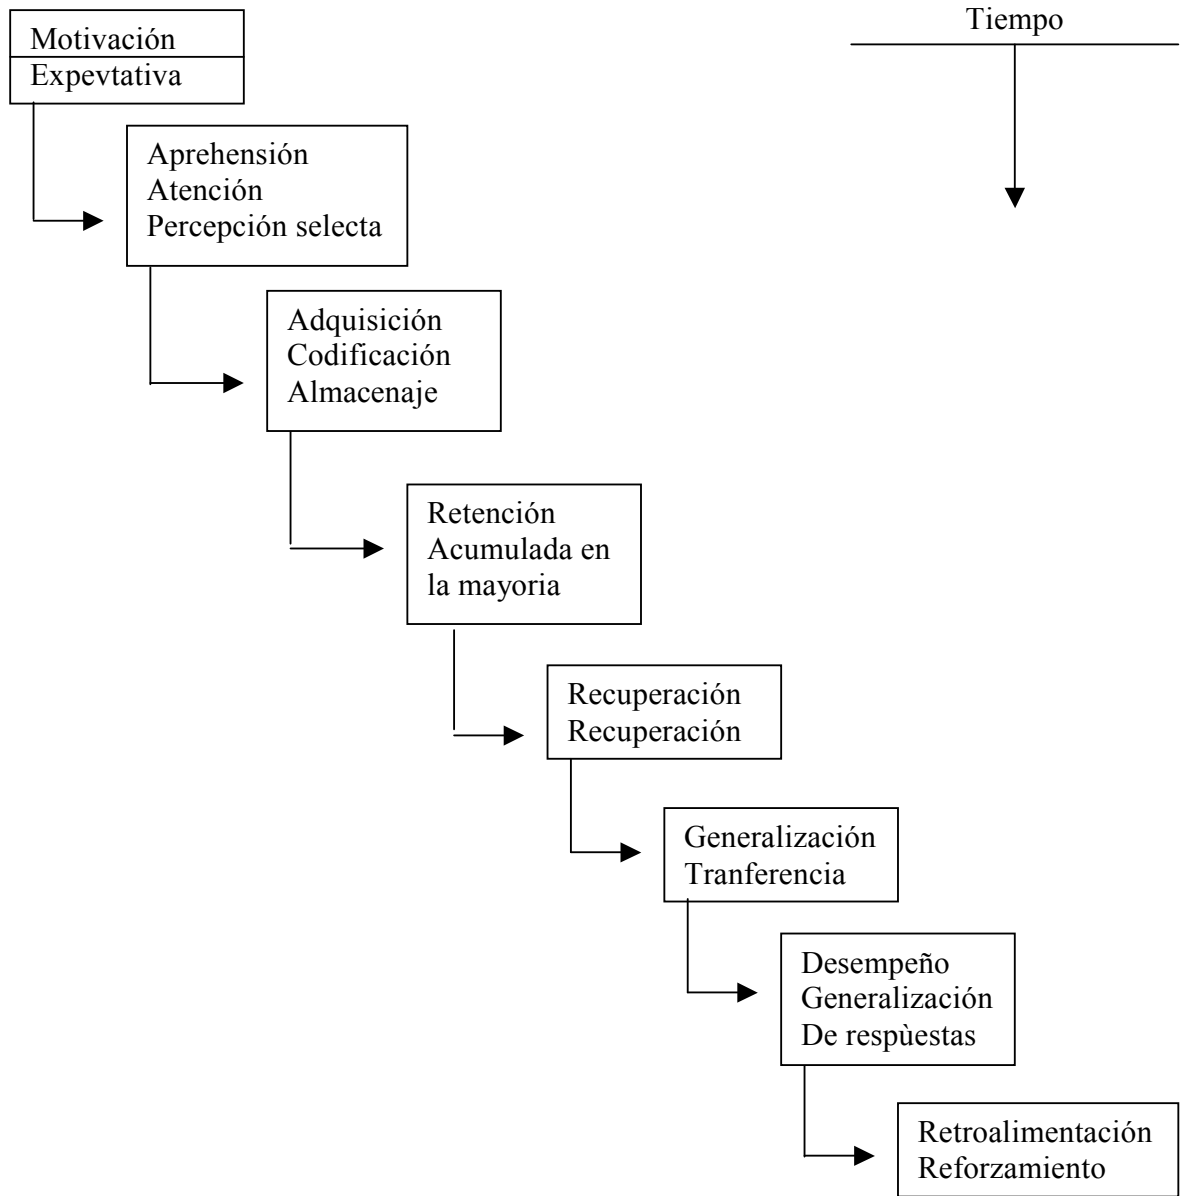 Tiempo
Motivación
Expevtativa
Aprehensión
Atención
Percepción selecta
Adquisición
Codificación
Almacenaje
Retención
Acumulada en
la mayoria
Recuperación
Recuperación
Generalización
Tranferencia
Desempeño
Generalización
De respùestas
Retroalimentación
Reforzamiento